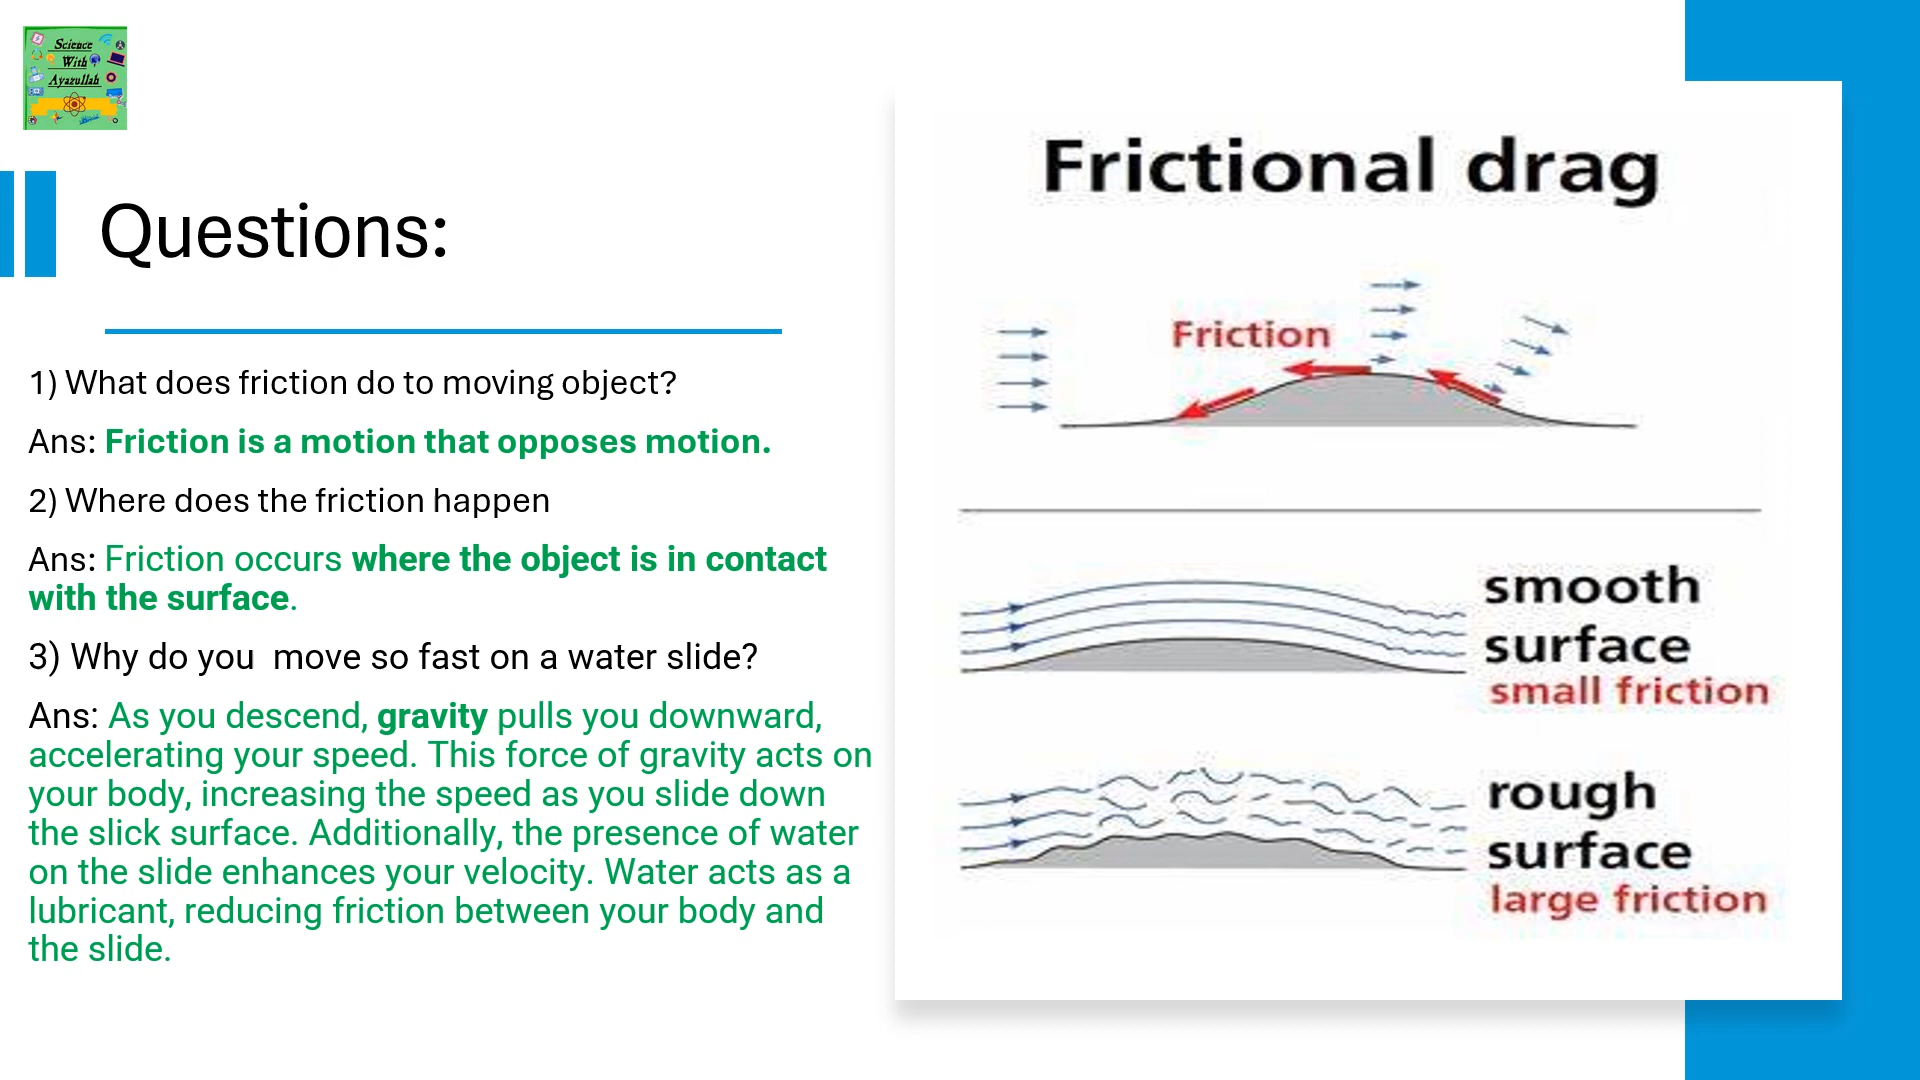 Science
With
Ayazullah
Questions:
1) What does friction do to moving object?
Ans: Friction is a motion that opposes motion.
2) Where does the friction happen
Ans: Friction occurs where the object is in contact
with the surface.
3) Why do you  move so fast on a water slide?
Ans: As you descend, gravity pulls you downward,
accelerating your speed. This force of gravity acts on
your body, increasing the speed as you slide down
the slick surface. Additionally, the presence of water
on the slide enhances your velocity. Water acts as a
lubricant, reducing friction between your body and
the slide.
Frictional drag
Friction
smooth
surface
small friction
rough
surface
large friction